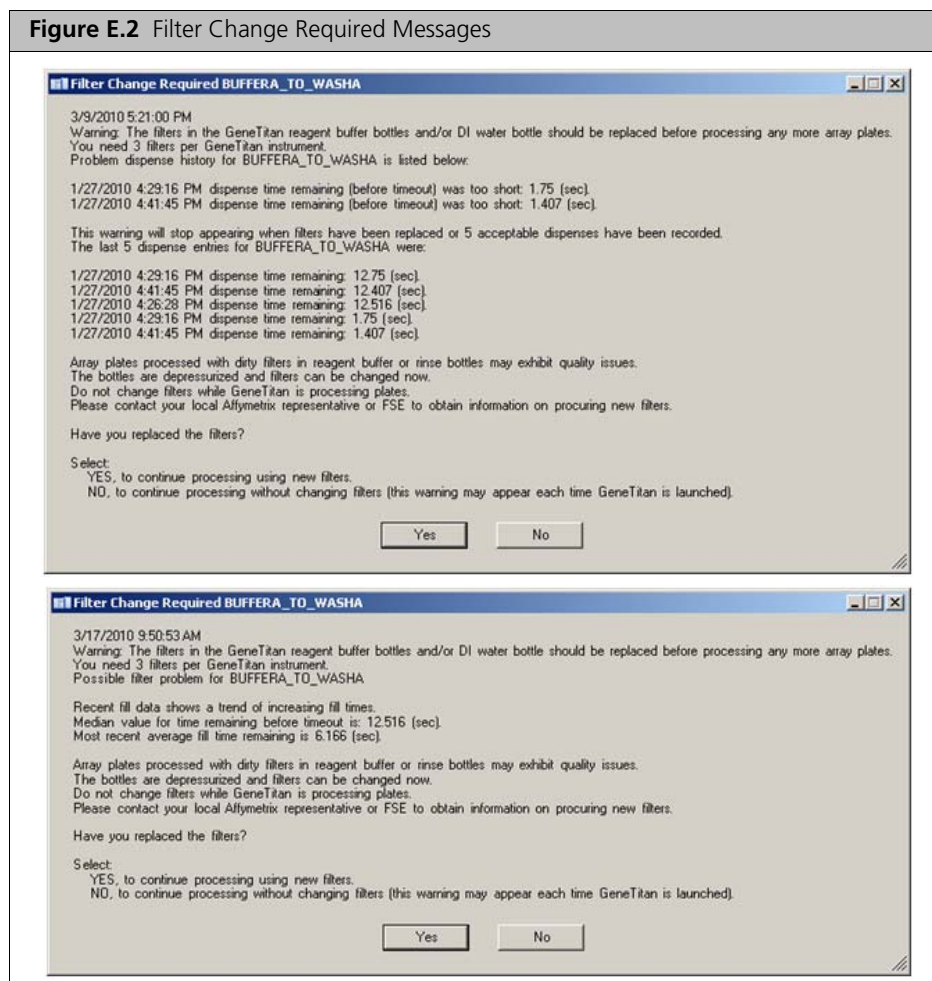 Figure E.2 Filter Change Required Messages
Filter Change Required BUFFERA_TO_WASHA
3/9/2010 5:21:00 PM
Warning: The filters in the GeneTitan reagent buffer bottles and/or DI water bottle should be replaced before processing any more array plates.
You need 3 filters per GeneTitan instrument.
Problem dispense history for BUFFERA_TO_WASHA is listed below:
1/27/2010 4:29:16 PM dispense time remaining (before timeout) was too short: 1.75 (sec).
1/27/2010 4:41:45 PM dispense time remaining (before timeout) was too short: 1.407 (sec).
This warning will stop appearing when filters have been replaced or 5 acceptable dispenses have been recorded.
The last 5 dispense entries for BUFFERA_TO_WASHA were:
1/27/2010 4:29:16 PM dispense time remaining: 12.75 (sec).
1/27/2010 4:41:45 PM dispense time remaining: 12.407 (sec).
1/27/2010 4:26:28 PM dispense time remaining: 12.516 (sec).
1/27/2010 4:29:16 PM dispense time remaining: 1.75 (sec).
1/27/2010 4:41:45 PM dispense time remaining: 1.407 (sec).
Array plates processed with dirty filters in reagent buffer or rinse bottles may exhibit quality issues.
The bottles are depressurized and filters can be changed now.
Do not change filters while GeneTitan is processing plates.
Please contact your local Affymetrix representative or FSE to obtain information on procuring new filters.
Have you replaced the filters?
Select:
YES, to continue processing using new filters.
NO, to continue processing without changing filters (this warning may appear each time GeneTitan is launched).
Yes No
Filter Change Required BUFFERA_TO_WASHA
3/17/2010 9:50:53 AM
Warning: The filters in the GeneTitan reagent buffer bottles and/or DI water bottle should be replaced before processing any more array plates.
You need 3 filters per GeneTitan instrument.
Possible filter problem for BUFFERA_TO_WASHA
Recent fill data shows a trend of increasing fill times.
Median value for time remaining before timeout is: 12.516 (sec).
Most recent average fill time remaining is 6.166 (sec).
Array plates processed with dirty filters in reagent buffer or rinse bottles may exhibit quality issues.
The bottles are depressurized and filters can be changed now.
Do not change filters while GeneTitan is processing plates.
Please contact your local Affymetrix representative or FSE to obtain information on procuring new filters.
Have you replaced the filters?
Select:
YES, to continue processing using new filters.
NO, to continue processing without changing filters (this warning may appear each time GeneTitan is launched).
Yes No